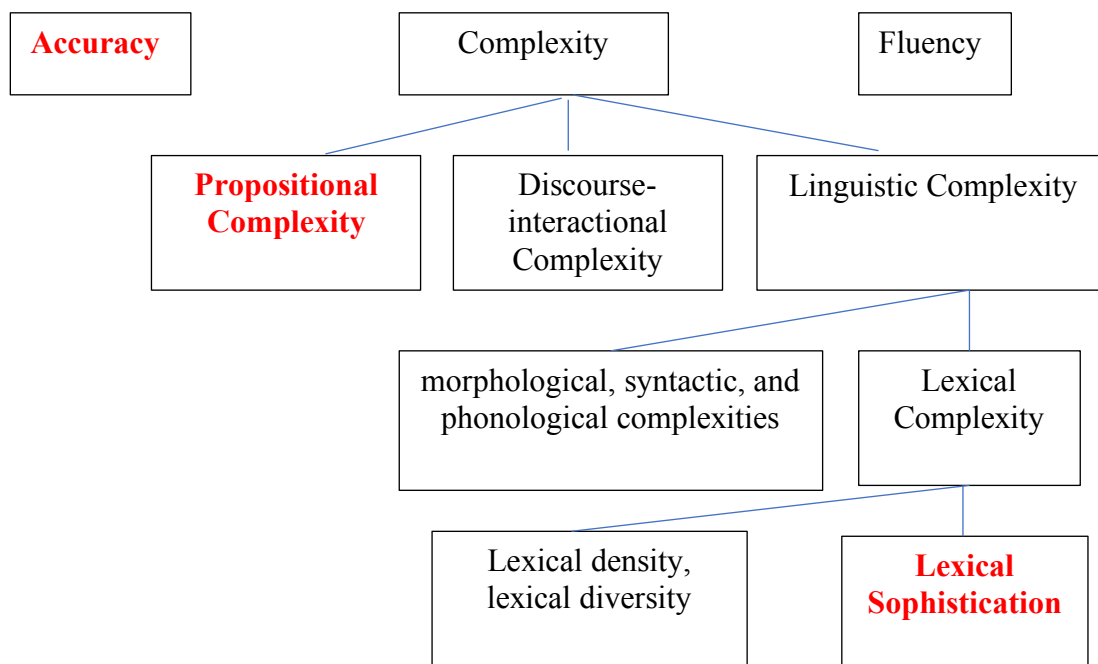 Accuracy
Complexity
Fluency
Propositional
Complexity
Discourse-
interactional
Complexity
Linguistic Complexity
morphological, syntactic, and
phonological complexities
Lexical
Complexity
Lexical density,
lexical diversity
Lexical
Sophistication